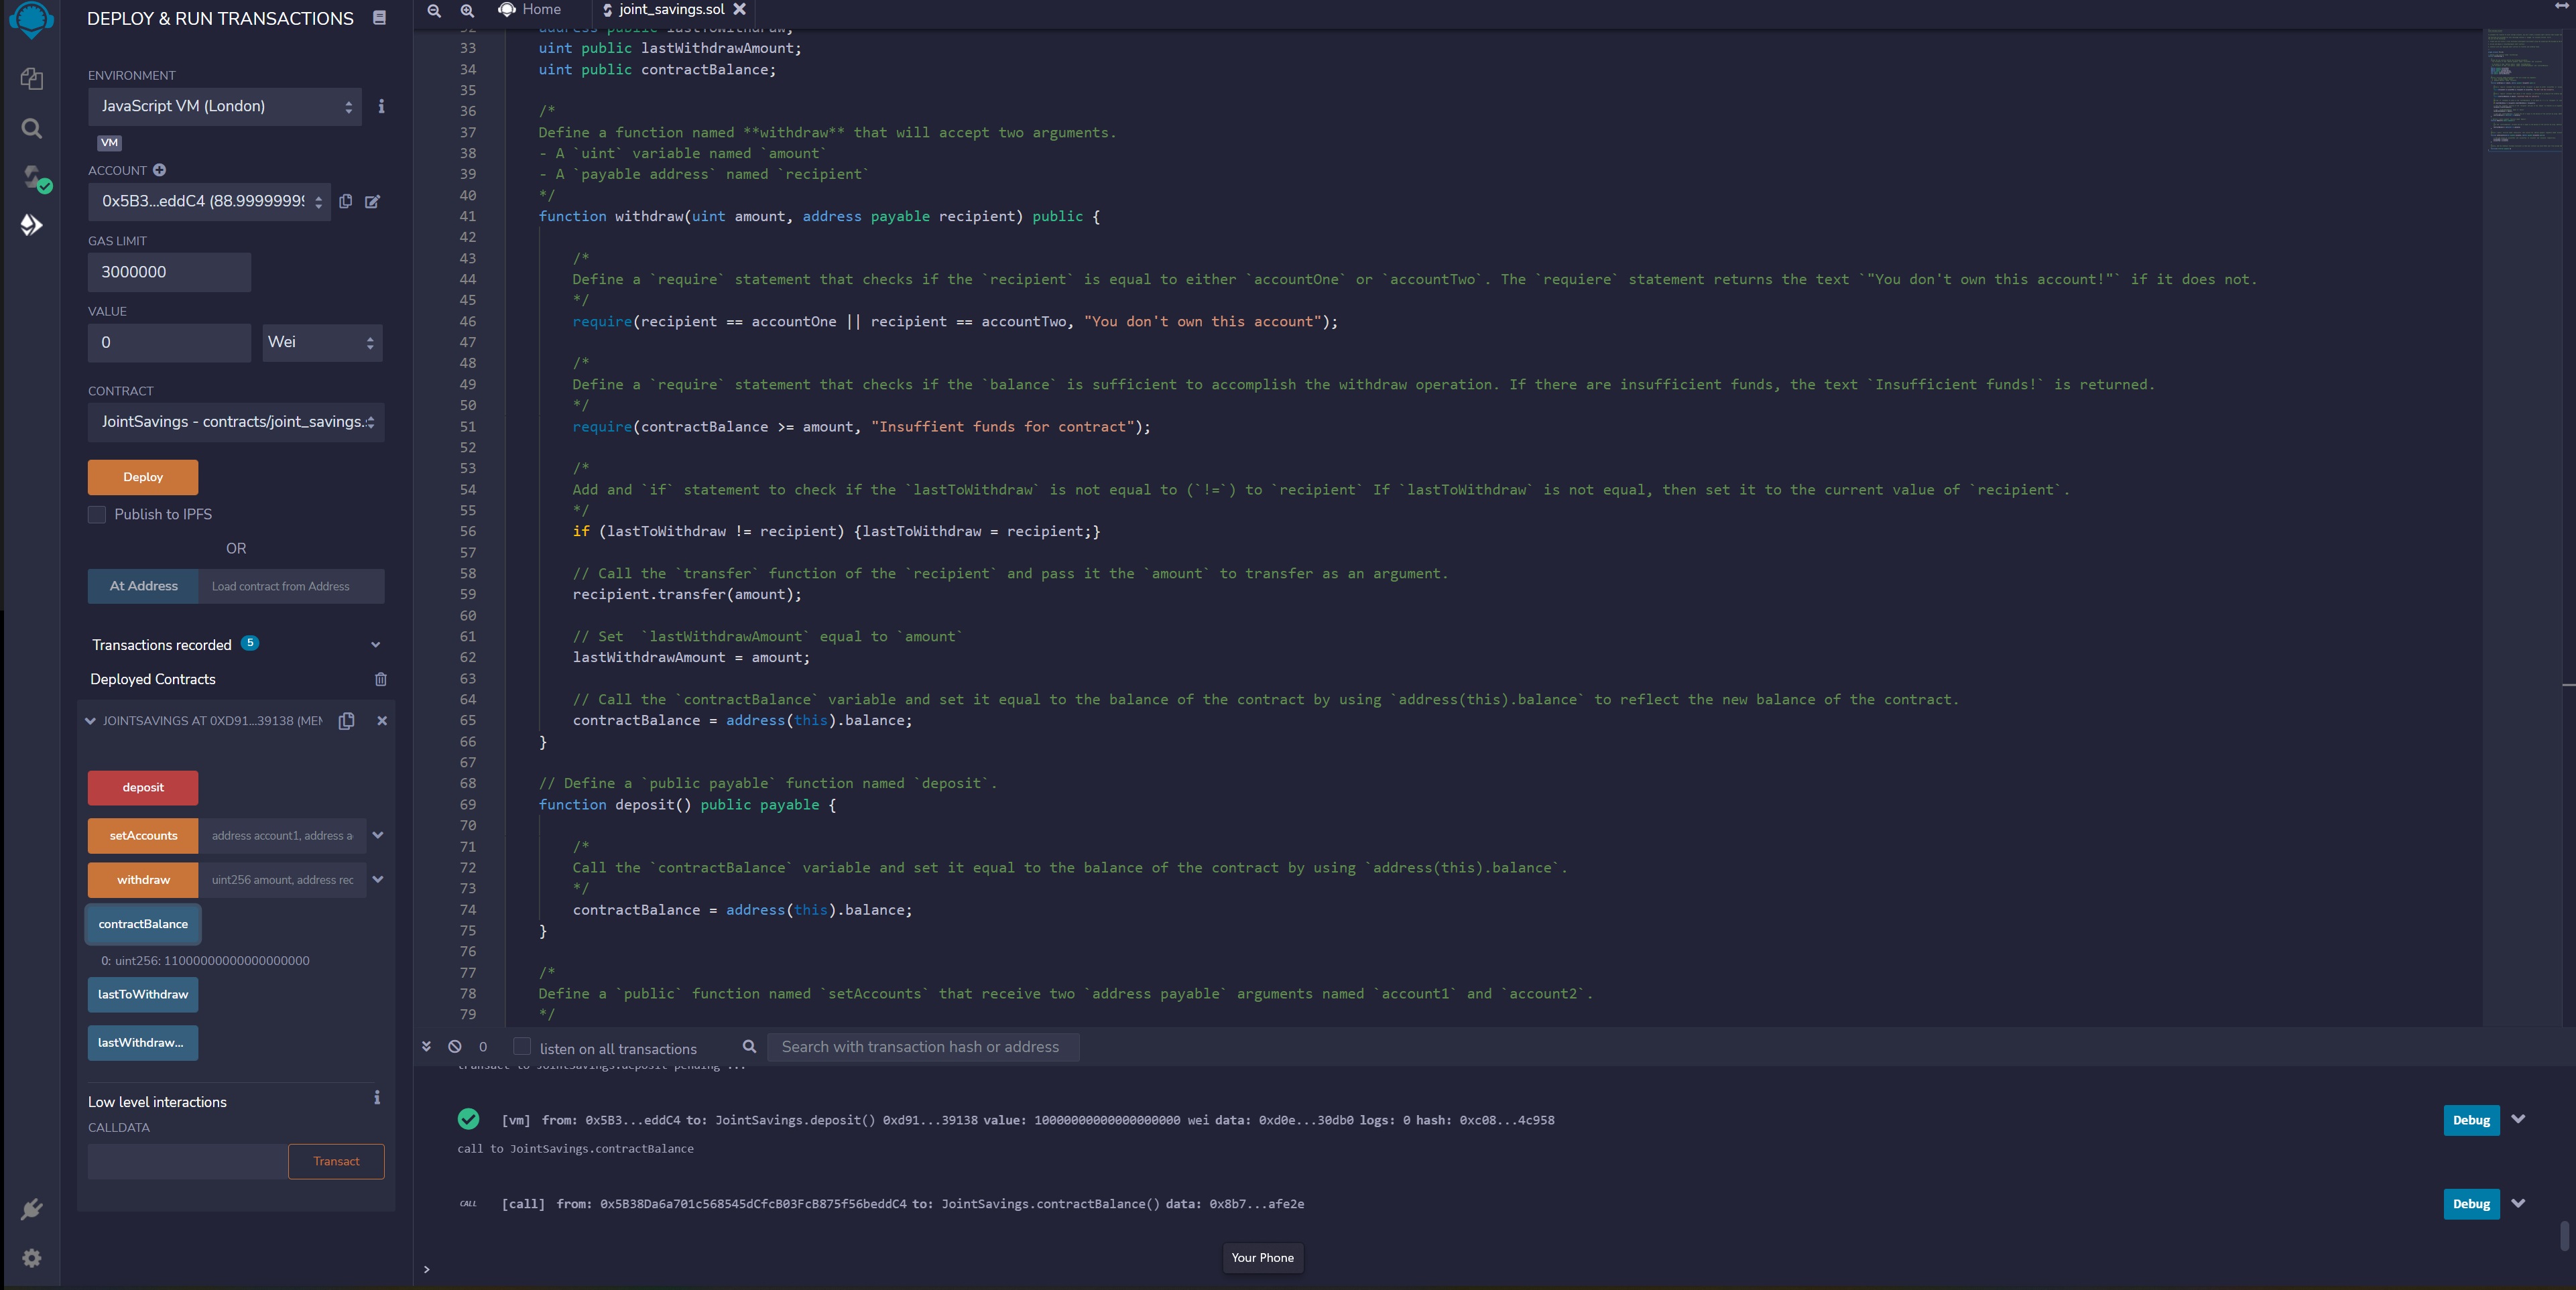 DEPLOY & RUN TRANSACTIONS
ENVIRONMENT
JavaScript VM (London)
VM
ACCOUNT
0x5B3...eddC4 (88.9999999
GAS LIMIT
3000000
VALUE
0
Wei
CONTRACT
JointSavings - contracts/joint_savings.
Deploy
Publish to IPFS
OR
At Address
Load contract from Address
Transactions recorded 5
Deployed Contracts
JOINTSAVINGS AT 0XD91...39138 (MEM
deposit
setAccounts
address account1, address a
withdraw
uint256 amount, address rec
contractBalance
0: uint256: 11000000000000000000
lastToWithdraw
lastWithdraw...
Low level interactions
CALLDATA
Transact
Home
joint_savings.sol
32 address public lastToWithdraw;
33 uint public lastWithdrawAmount;
34 uint public contractBalance;
35
36 /*
37 Define a function named **withdraw** that will accept two arguments.
38 - A `uint` variable named `amount`
39 - A `payable address` named `recipient`
40 */
41 function withdraw(uint amount, address payable recipient) public {
42
43 /*
44 Define a `require` statement that checks if the `recipient` is equal to either `accountOne` or `accountTwo`. The `requiere` statement returns the text `"You don't own this account!"` if it does not.
45 */
46 require(recipient == accountOne || recipient == accountTwo, "You don't own this account");
47
48 /*
49 Define a `require` statement that checks if the `balance` is sufficient to accomplish the withdraw operation. If there are insufficient funds, the text `Insufficient funds!` is returned.
50 */
51 require(contractBalance >= amount, "Insuffient funds for contract");
52
53 /*
54 Add and `if` statement to check if the `lastToWithdraw` is not equal to (`!=`) to `recipient` If `lastToWithdraw` is not equal, then set it to the current value of `recipient`.
55 */
56 if (lastToWithdraw != recipient) {lastToWithdraw = recipient;}
57
58 // Call the `transfer` function of the `recipient` and pass it the `amount` to transfer as an argument.
59 recipient.transfer(amount);
60
61 // Set  `lastWithdrawAmount` equal to `amount`
62 lastWithdrawAmount = amount;
63
64 // Call the `contractBalance` variable and set it equal to the balance of the contract by using `address(this).balance` to reflect the new balance of the contract.
65 contractBalance = address(this).balance;
66 }
67
68 // Define a `public payable` function named `deposit`.
69 function deposit() public payable {
70
71 /*
72 Call the `contractBalance` variable and set it equal to the balance of the contract by using `address(this).balance`.
73 */
74 contractBalance = address(this).balance;
75 }
76
77 /*
78 Define a `public` function named `setAccounts` that receive two `address payable` arguments named `account1` and `account2`.
79 */
0
listen on all transactions
Search with transaction hash or address
transact to JointSavings.deposit pending ...
[vm] from: 0x5B3...eddC4 to: JointSavings.deposit() 0xd91...39138 value: 10000000000000000000 wei data: 0xd0e...30db0 logs: 0 hash: 0xc08...4c958
Debug
call to JointSavings.contractBalance
CALL [call] from: 0x5B38Da6a701c568545dCfcB03FcB875f56beddC4 to: JointSavings.contractBalance() data: 0x8b7...afe2e
Debug
Your Phone
>